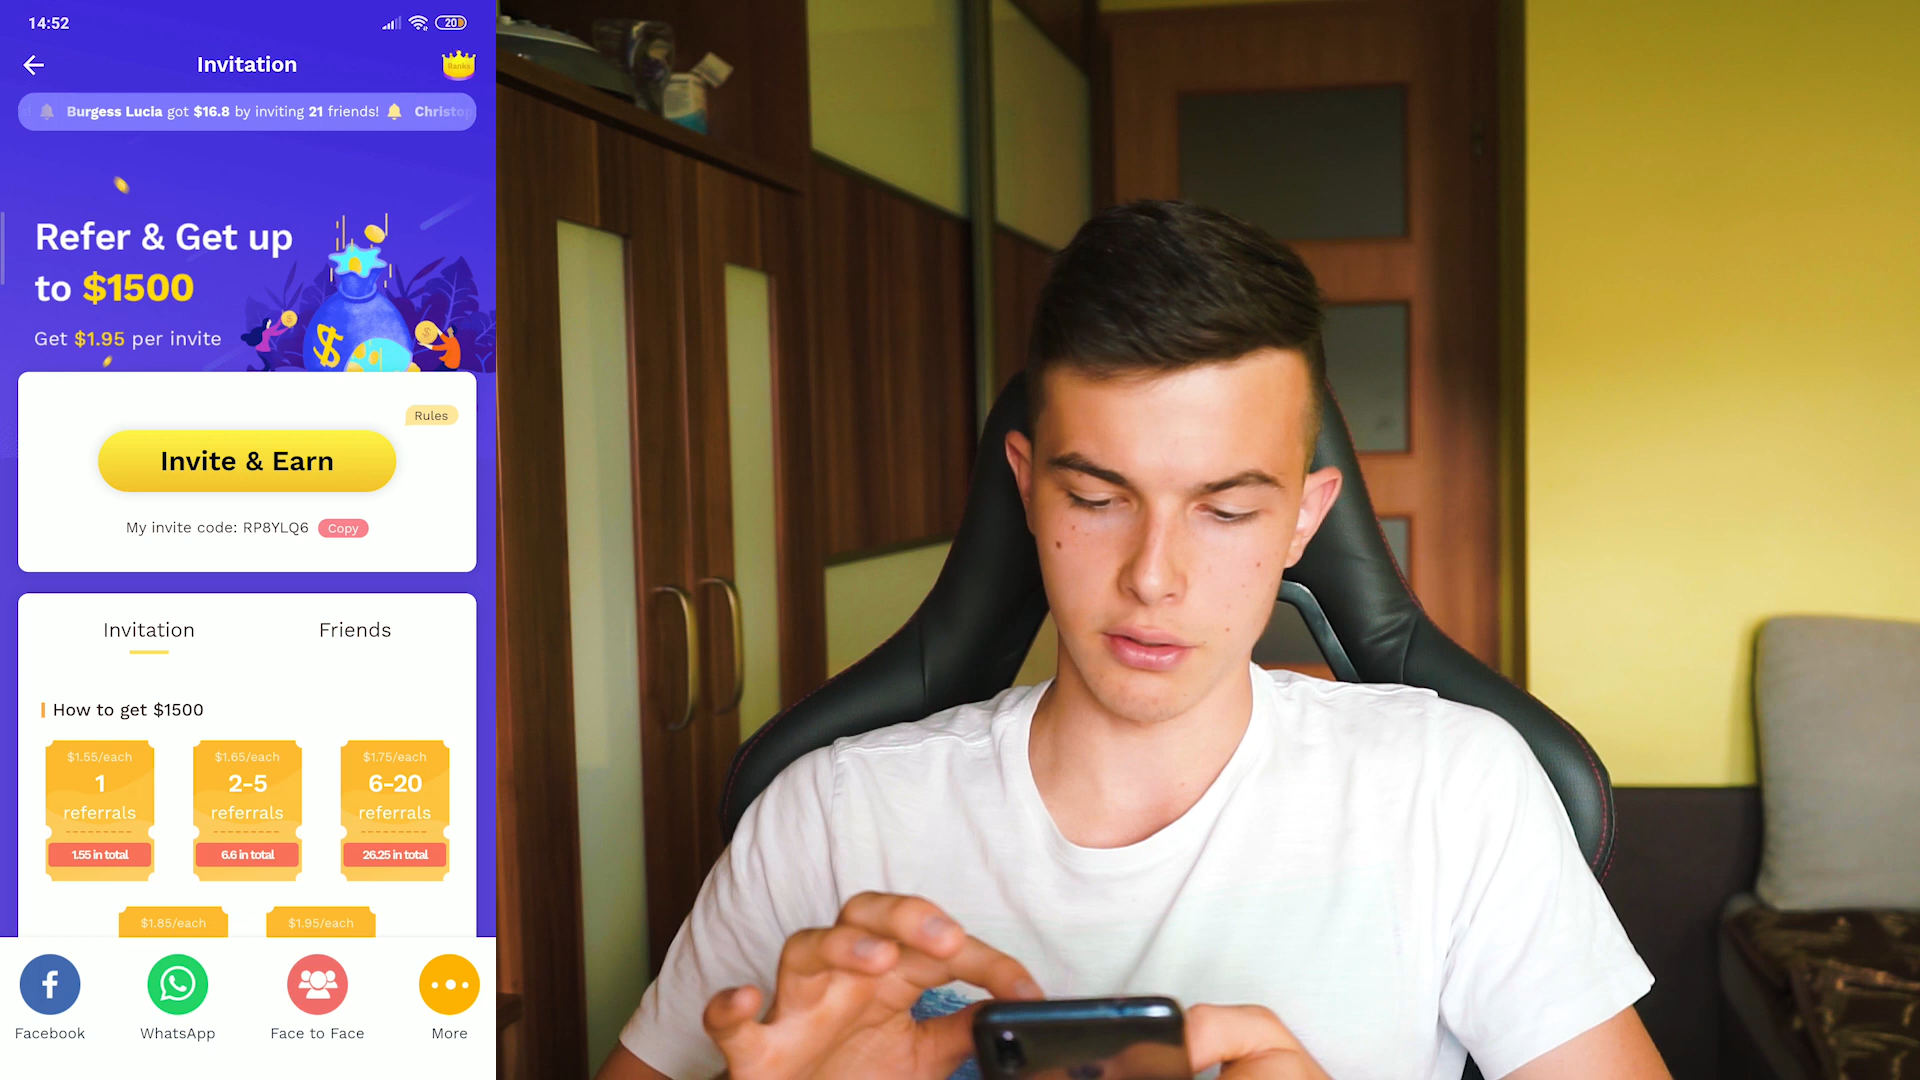 14:52
20
Invitation
Ranks
Burgess Lucia got $16.8 by inviting 21 friends! Christop
Refer & Get up
to $1500
Get $1.95 per invite
Rules
Invite & Earn
My invite code: RP8YLQ6 Copy
Invitation Friends
How to get $1500
$1.55/each $1.65/each $1.75/each
1 2-5 6-20
referrals referrals referrals
1.55 in total 6.6 in total 26.25 in total
$1.85/each $1.95/each
Facebook WhatsApp Face to Face More